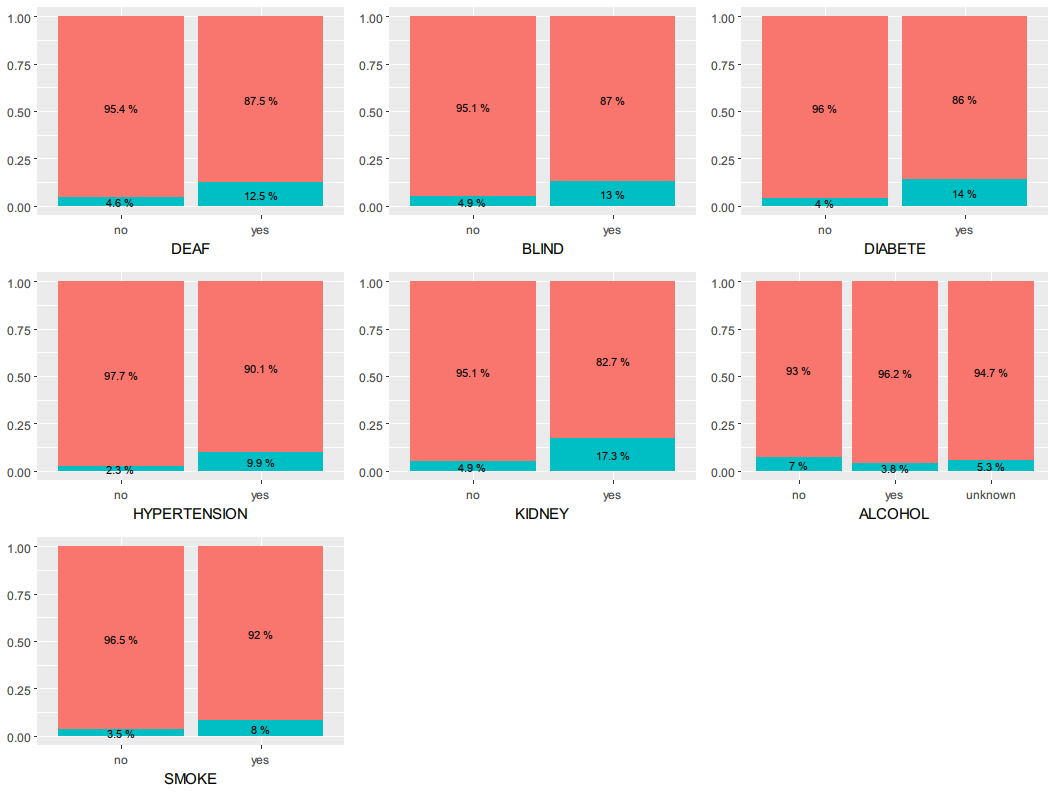 1.00
0.75
0.50
0.25
0.00
95.4 %
4.6 %
87.5 %
12.5 %
no
yes
DEAF
1.00
0.75
0.50
0.25
0.00
95.1 %
4.9 %
87 %
13 %
no
yes
BLIND
1.00
0.75
0.50
0.25
0.00
96 %
4 %
86 %
14 %
no
yes
DIABETE
1.00
0.75
0.50
0.25
0.00
97.7 %
2.3 %
90.1 %
9.9 %
no
yes
HYPERTENSION
1.00
0.75
0.50
0.25
0.00
95.1 %
4.9 %
82.7 %
17.3 %
no
yes
KIDNEY
1.00
0.75
0.50
0.25
0.00
93 %
7 %
96.2 %
3.8 %
94.7 %
5.3 %
no
yes
unknown
ALCOHOL
1.00
0.75
0.50
0.25
0.00
96.5 %
3.5 %
92 %
8 %
no
yes
SMOKE